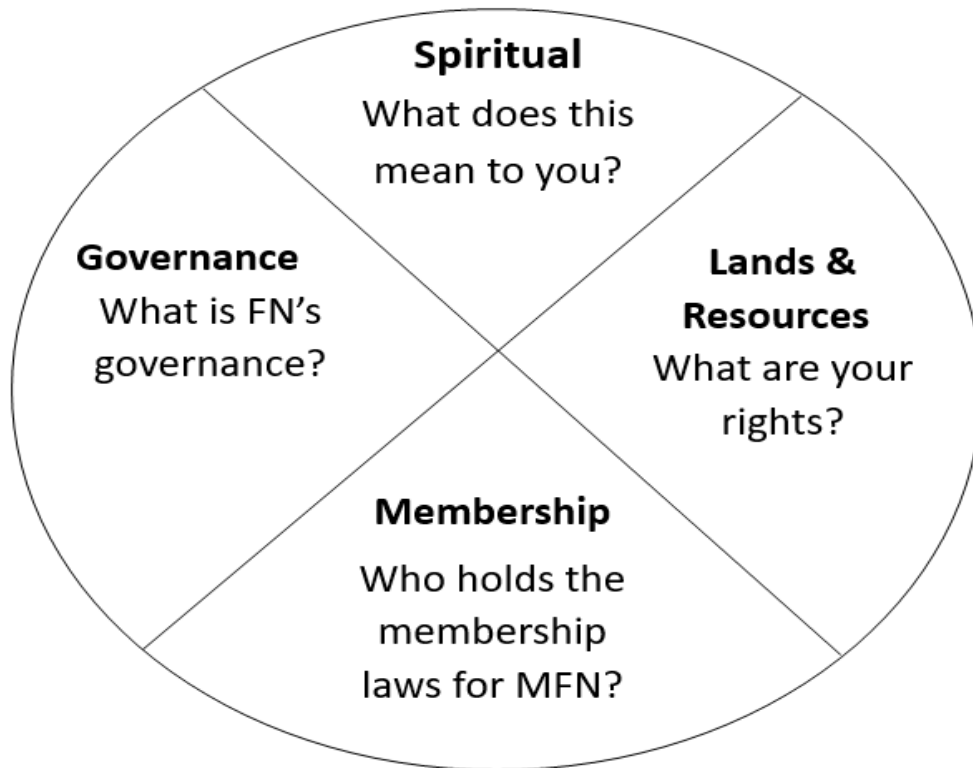 Spiritual
What does this
mean to you?
Governance
What is FN’s
governance?
Lands &
Resources
What are your
rights?
Membership
Who holds the
membership
laws for MFN?